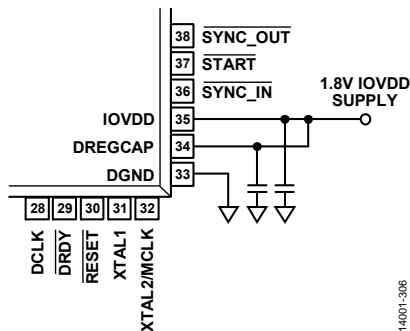 38 SYNC_OUT
37 START
36 SYNC_IN
1.8V IOVDD
SUPPLY
IOVDD 35
DREGCAP 34
DGND 33
28 29 30 31 32
DCLK
DRDY
RESET
XTAL1
XTAL2/MCLK
14001-306